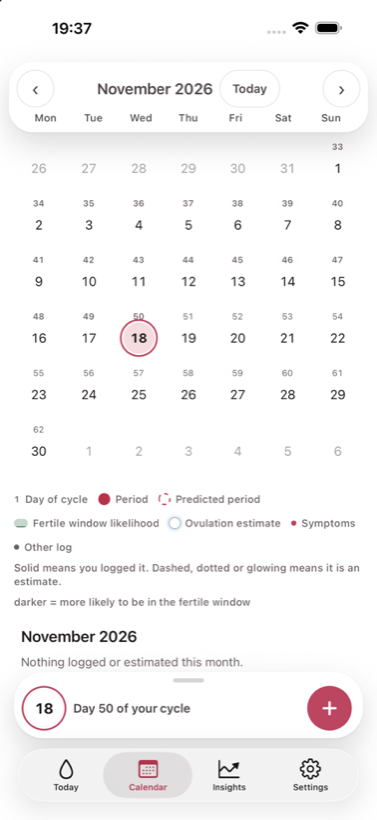 19:37
‹ November 2026 Today ›
Mon Tue Wed Thu Fri Sat Sun
33
26 27 28 29 30 31 1
34 35 36 37 38 39 40
2 3 4 5 6 7 8
41 42 43 44 45 46 47
9 10 11 12 13 14 15
48 49 50 51 52 53 54
16 17 18 19 20 21 22
55 56 57 58 59 60 61
23 24 25 26 27 28 29
62
30 1 2 3 4 5 6
1 Day of cycle Period Predicted period
Fertile window likelihood Ovulation estimate Symptoms
Other log
Solid means you logged it. Dashed, dotted or glowing means it is an
estimate.
darker = more likely to be in the fertile window
November 2026
Nothing logged or estimated this month.
18 Day 50 of your cycle +
Today Calendar Insights Settings